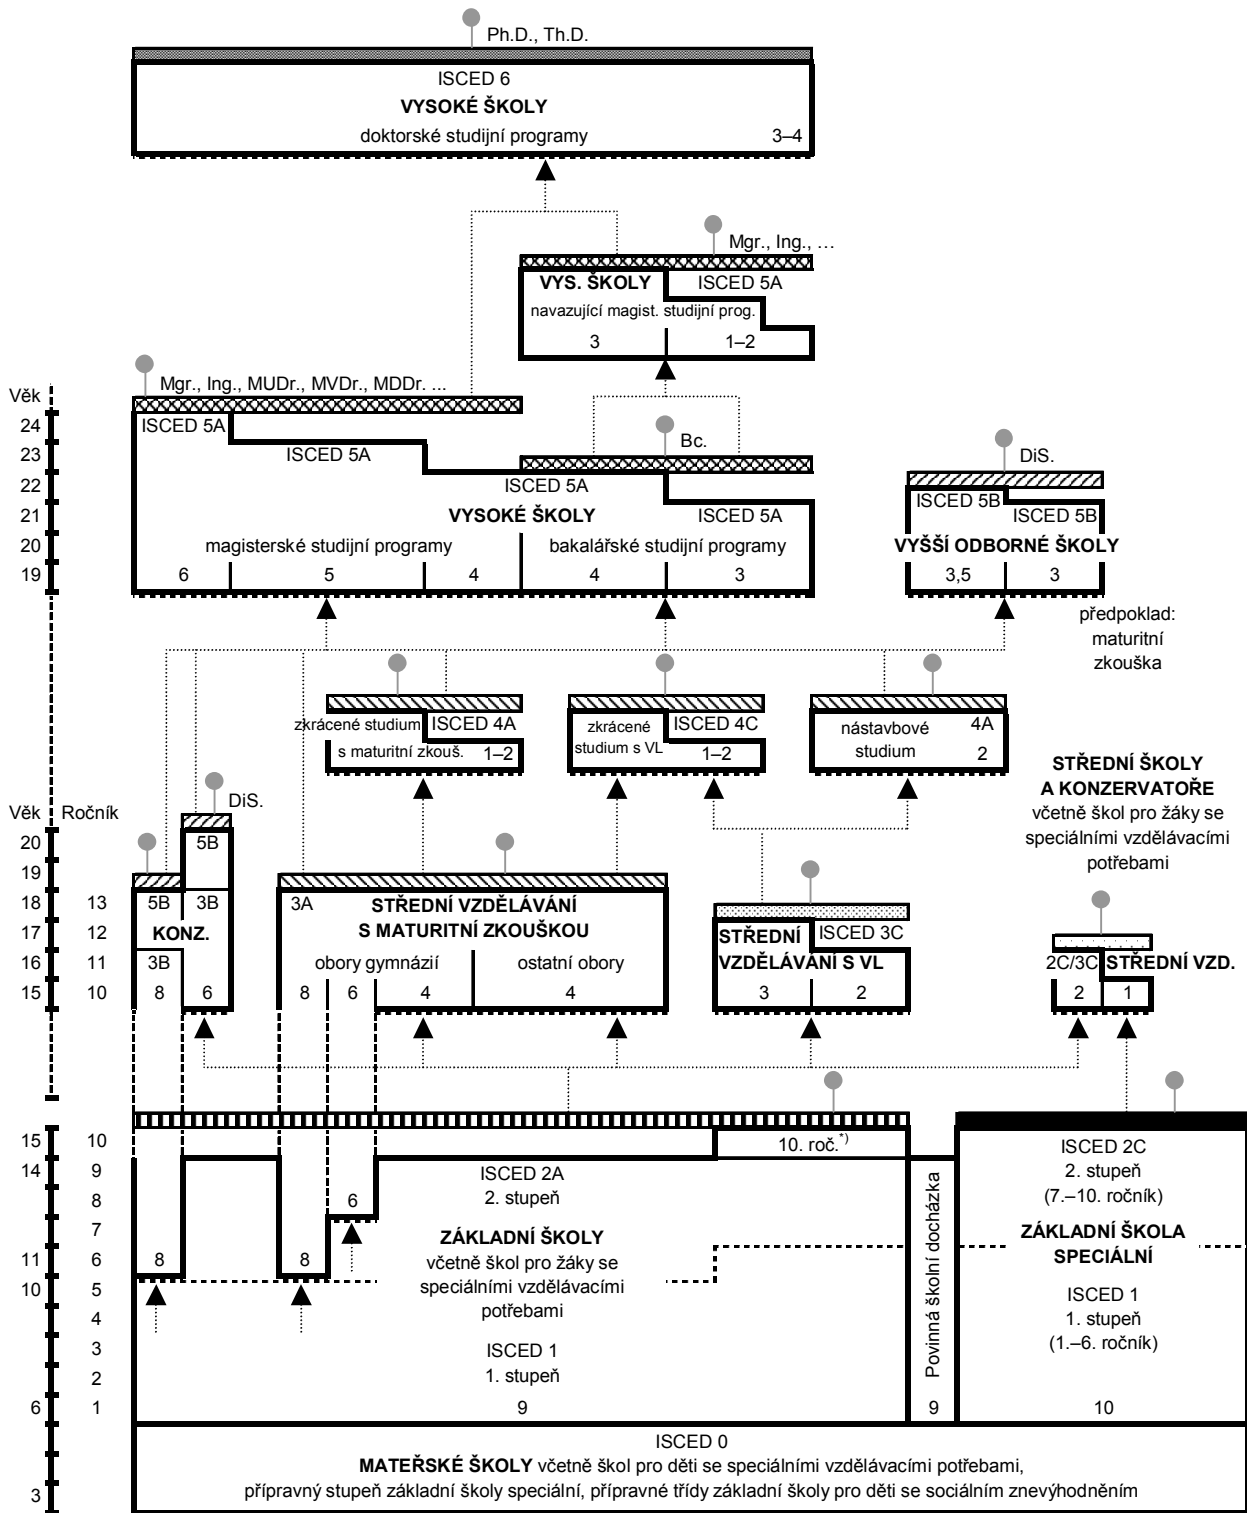 Ph.D., Th.D.
ISCED 6
VYSOKÉ ŠKOLY
doktorské studijní programy 3–4
Mgr., Ing., …
VYS. ŠKOLY ISCED 5A
navazující magist. studijní prog.
3 1–2
Mgr., Ing., MUDr., MVDr., MDDr. ...
Věk
24 ISCED 5A
Bc.
23 ISCED 5A
DiS.
22 ISCED 5A
ISCED 5B
21 VYSOKÉ ŠKOLY ISCED 5A ISCED 5B
20 magisterské studijní programy bakalářské studijní programy VYŠŠÍ ODBORNÉ ŠKOLY
19 6 5 4 4 3 3,5 3
předpoklad:
maturitní
zkouška
zkrácené studium ISCED 4A
s maturitní zkouš. 1–2
zkrácené ISCED 4C
studium s VL 1–2
nástavbové 4A
studium 2
STŘEDNÍ ŠKOLY
A KONZERVATOŘE
včetně škol pro žáky se
speciálními vzdělávacími
potřebami
DiS.
Věk Ročník
20 5B
19
18 13 5B 3B 3A STŘEDNÍ VZDĚLÁVÁNÍ
17 12 KONZ. S MATURITNÍ ZKOUŠKOU STŘEDNÍ ISCED 3C
16 11 3B obory gymnázií ostatní obory VZDĚLÁVÁNÍ S VL 2C/3C STŘEDNÍ VZD.
15 10 8 6 8 6 4 4 3 2 2 1
15 10 10. roč.*) ISCED 2C
14 9 ISCED 2A 2. stupeň
8 6 2. stupeň (7.–10. ročník)
7 ZÁKLADNÍ ŠKOLY ZÁKLADNÍ ŠKOLA
11 6 8 8 včetně škol pro žáky se SPECIÁLNÍ
10 5 speciálními vzdělávacími ISCED 1
4 potřebami 1. stupeň
3 ISCED 1 (1.–6. ročník)
2 1. stupeň
Povinná školní docházka
6 1 9 9 10
ISCED 0
MATEŘSKÉ ŠKOLY včetně škol pro děti se speciálními vzdělávacími potřebami,
3 přípravný stupeň základní školy speciální, přípravné třídy základní školy pro děti se sociálním znevýhodněním